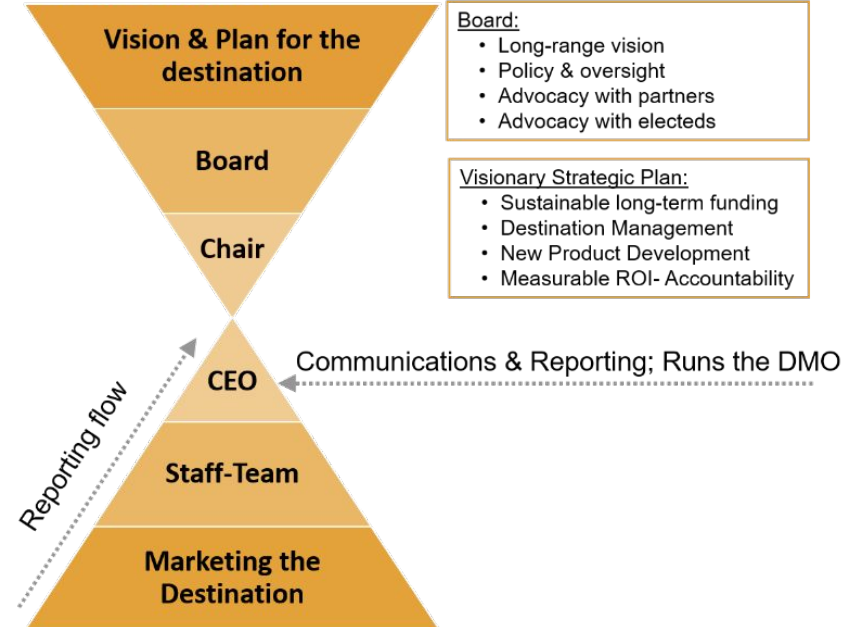 Vision & Plan for the
destination
Board
Chair
CEO
Staff-Team
Marketing the
Destination
Reporting flow
Board:
• Long-range vision
• Policy & oversight
• Advocacy with partners
• Advocacy with electeds
Visionary Strategic Plan:
• Sustainable long-term funding
• Destination Management
• New Product Development
• Measurable ROI- Accountability
Communications & Reporting; Runs the DMO